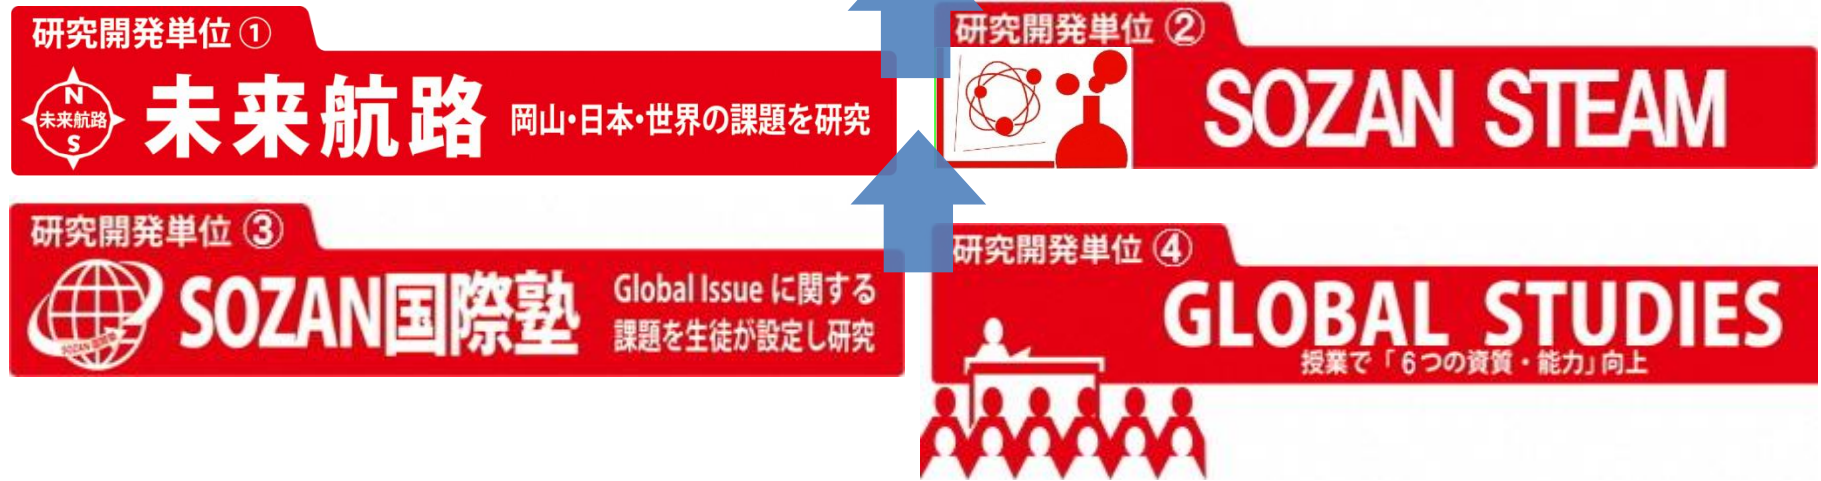 研究開発単位 ①
N
未来航路
S
未来航路
岡山・日本・世界の課題を研究
研究開発単位 ②
SOZAN STEAM
研究開発単位 ③
SOZAN国際塾
Global Issue に関する
課題を生徒が設定し研究
研究開発単位 ④
GLOBAL STUDIES
授業で「6つの資質・能力」向上